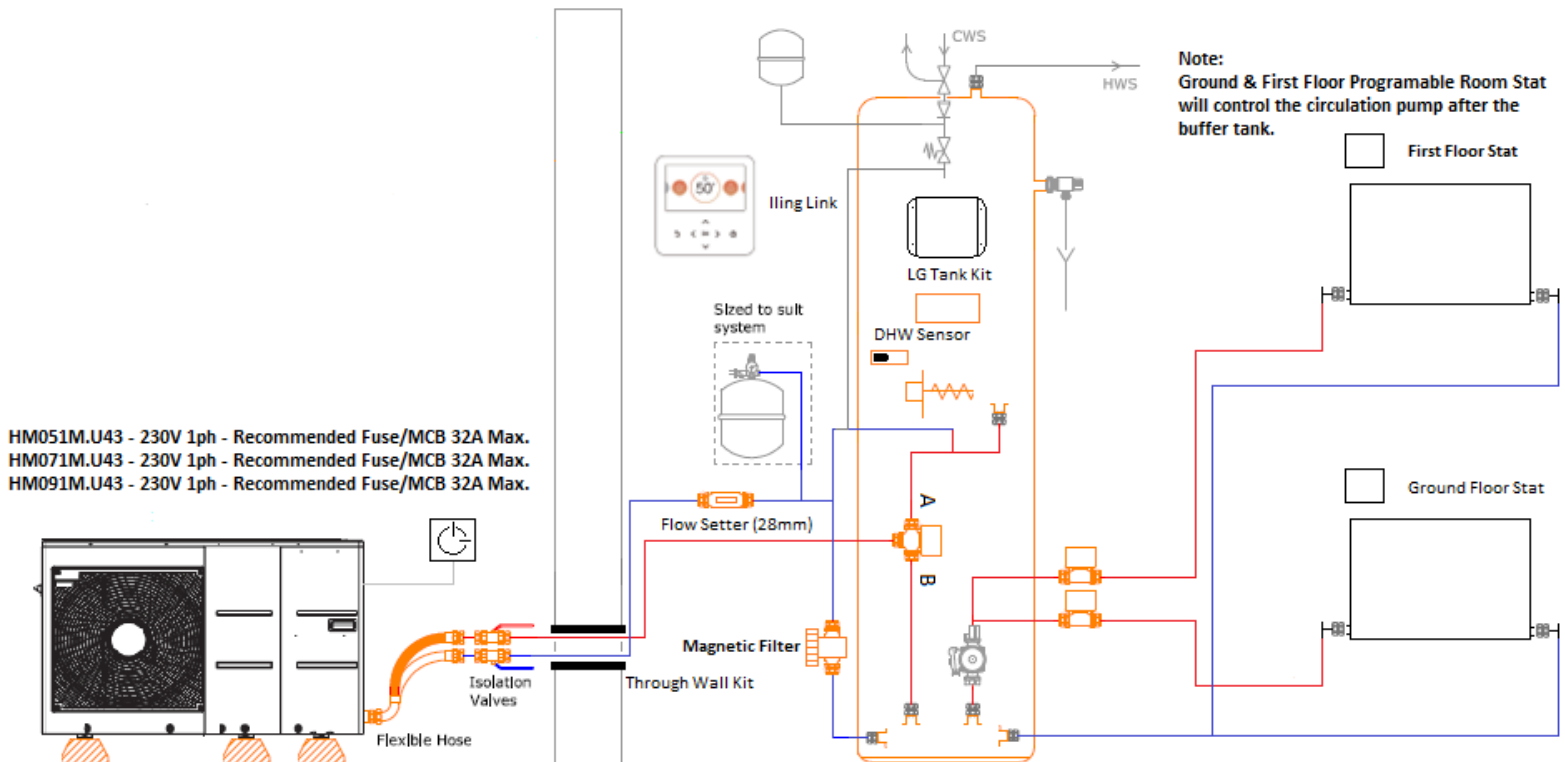 CWS
HWS
Note:
Ground & First Floor Programable Room Stat
will control the circulation pump after the
buffer tank.
First Floor Stat
50°
lling Link
LG Tank Kit
Sized to suit
system
DHW Sensor
HM051M.U43 - 230V 1ph - Recommended Fuse/MCB 32A Max.
HM071M.U43 - 230V 1ph - Recommended Fuse/MCB 32A Max.
HM091M.U43 - 230V 1ph - Recommended Fuse/MCB 32A Max.
Ground Floor Stat
A
Flow Setter (28mm)
B
Magnetic Filter
Isolation
Valves
Through Wall Kit
Flexible Hose